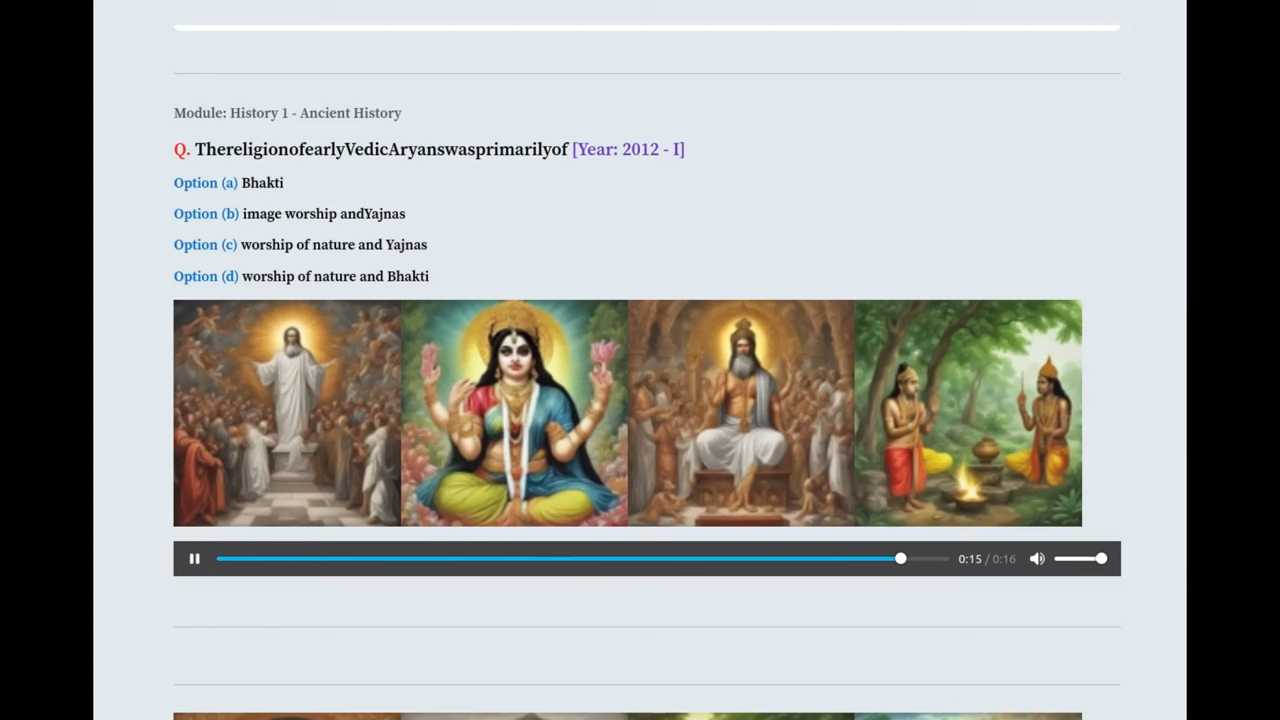 Module: History 1 - Ancient History
Q. ThereligionofearlyVedicAryanswasprimarilyof [Year: 2012 - I]
Option (a) Bhakti
Option (b) image worship andYajnas
Option (c) worship of nature and Yajnas
Option (d) worship of nature and Bhakti
0:15 / 0:16